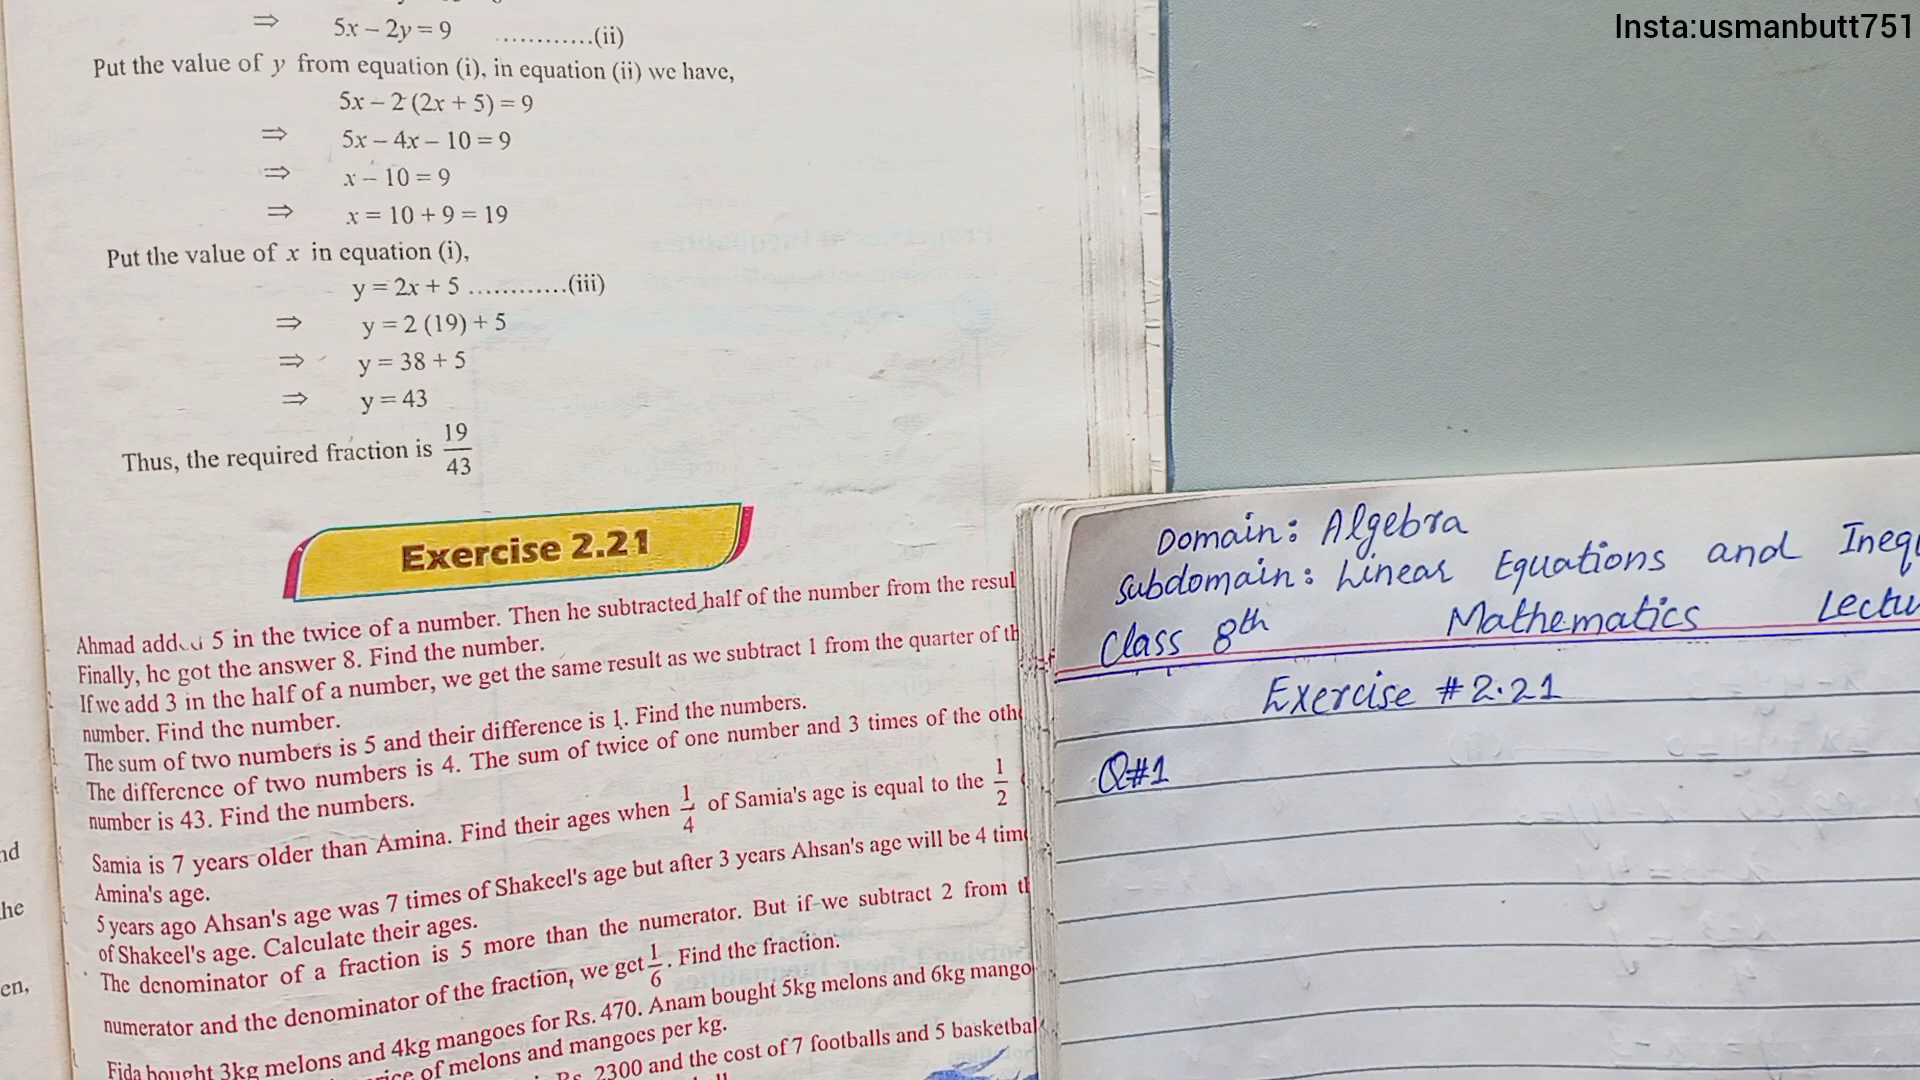 Insta:usmanbutt751
⇒ 5x – 2y = 9 ............(ii)
Put the value of y from equation (i), in equation (ii) we have,
5x – 2 (2x + 5) = 9
⇒ 5x – 4x – 10 = 9
⇒ x – 10 = 9
⇒ x = 10 + 9 = 19
Put the value of x in equation (i),
y = 2x + 5 ............(iii)
⇒ y = 2 (19) + 5
⇒ y = 38 + 5
⇒ y = 43
Thus, the required fraction is 19/43
Exercise 2.21
Ahmad added 5 in the twice of a number. Then he subtracted half of the number from the resul
Finally, he got the answer 8. Find the number.
If we add 3 in the half of a number, we get the same result as we subtract 1 from the quarter of th
number. Find the number.
The sum of two numbers is 5 and their difference is 1. Find the numbers.
The difference of two numbers is 4. The sum of twice of one number and 3 times of the oth
number is 43. Find the numbers.
Samia is 7 years older than Amina. Find their ages when 1/4 of Samia's age is equal to the 1/2
Amina's age.
5 years ago Ahsan's age was 7 times of Shakeel's age but after 3 years Ahsan's age will be 4 tim
of Shakeel's age. Calculate their ages.
The denominator of a fraction is 5 more than the numerator. But if we subtract 2 from th
numerator and the denominator of the fraction, we get 1/6. Find the fraction.
Fida bought 3kg melons and 4kg mangoes for Rs. 470. Anam bought 5kg melons and 6kg mango
ice of melons and mangoes per kg.
Rs. 2300 and the cost of 7 footballs and 5 basketbal
nd
he
en,
Domain: Algebra
Subdomain: Linear Equations and Inequ
Class 8th Mathematics Lectu
Exercise #2.21
Q#1